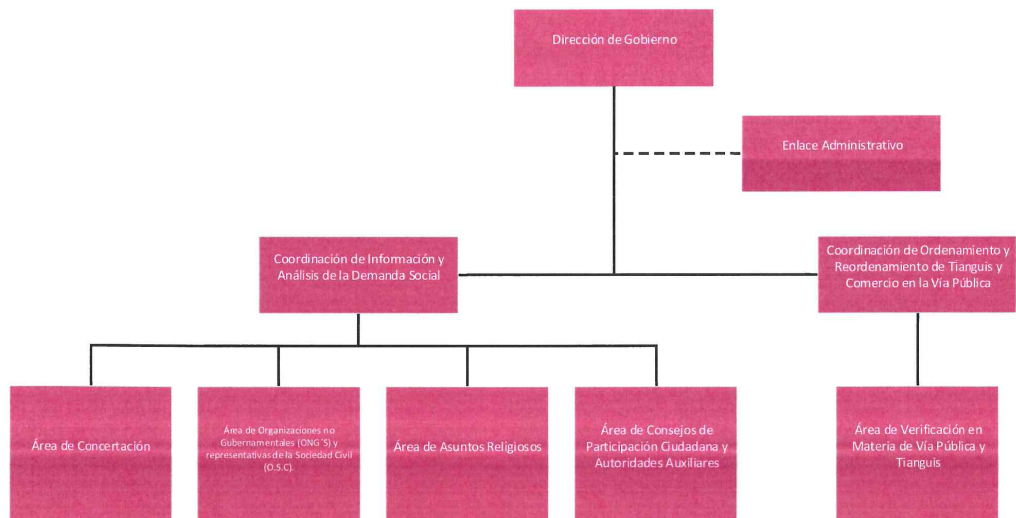 Dirección de Gobierno
Enlace Administrativo
Coordinación de Información y
Análisis de la Demanda Social
Coordinación de Ordenamiento y
Reordenamiento de Tianguis y
Comercio en la Vía Pública
Área de Concertación
Área de Organizaciones no
Gubernamentales (ONG´S) y
representativas de la Sociedad Civil
(O.S.C).
Área de Asuntos Religiosos
Área de Consejos de
Participación Ciudadana y
Autoridades Auxiliares
Área de Verificación en
Materia de Vía Pública y
Tianguis